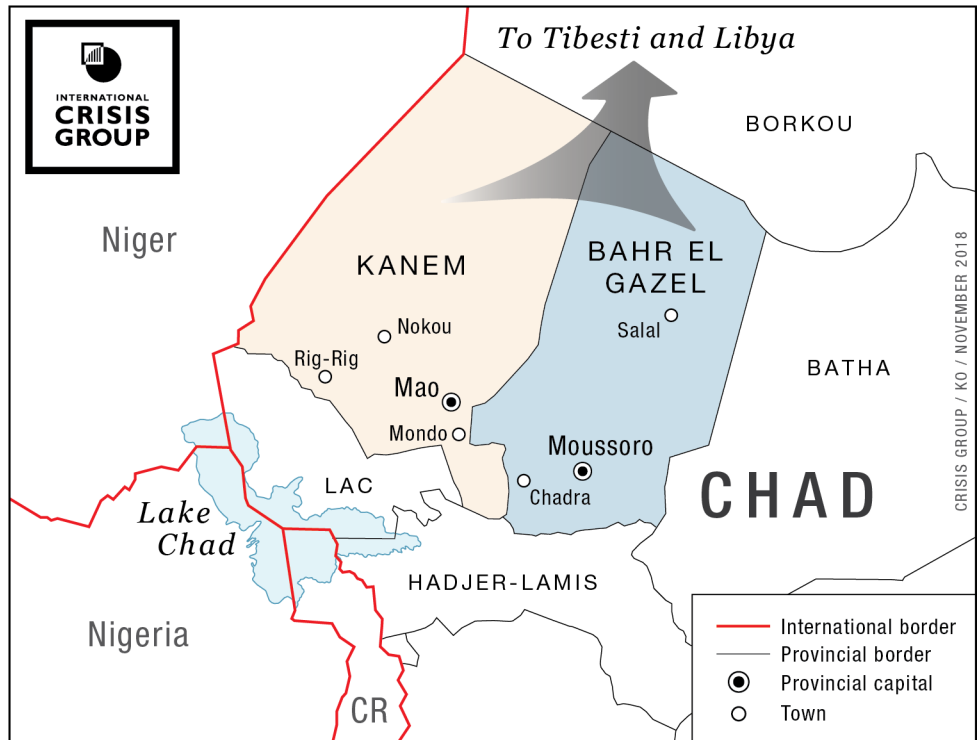 INTERNATIONAL
CRISIS
GROUP
To Tibesti and Libya
BORKOU
Niger
KANEM
BAHR EL
GAZEL
Nokou
Salal
Rig-Rig
BATHA
Mao
Mondo
Moussoro
LAC
Chadra
CHAD
Lake
Chad
HADJER-LAMIS
Nigeria
CR
International border
Provincial border
Provincial capital
Town
CRISIS GROUP / KO / NOVEMBER 2018